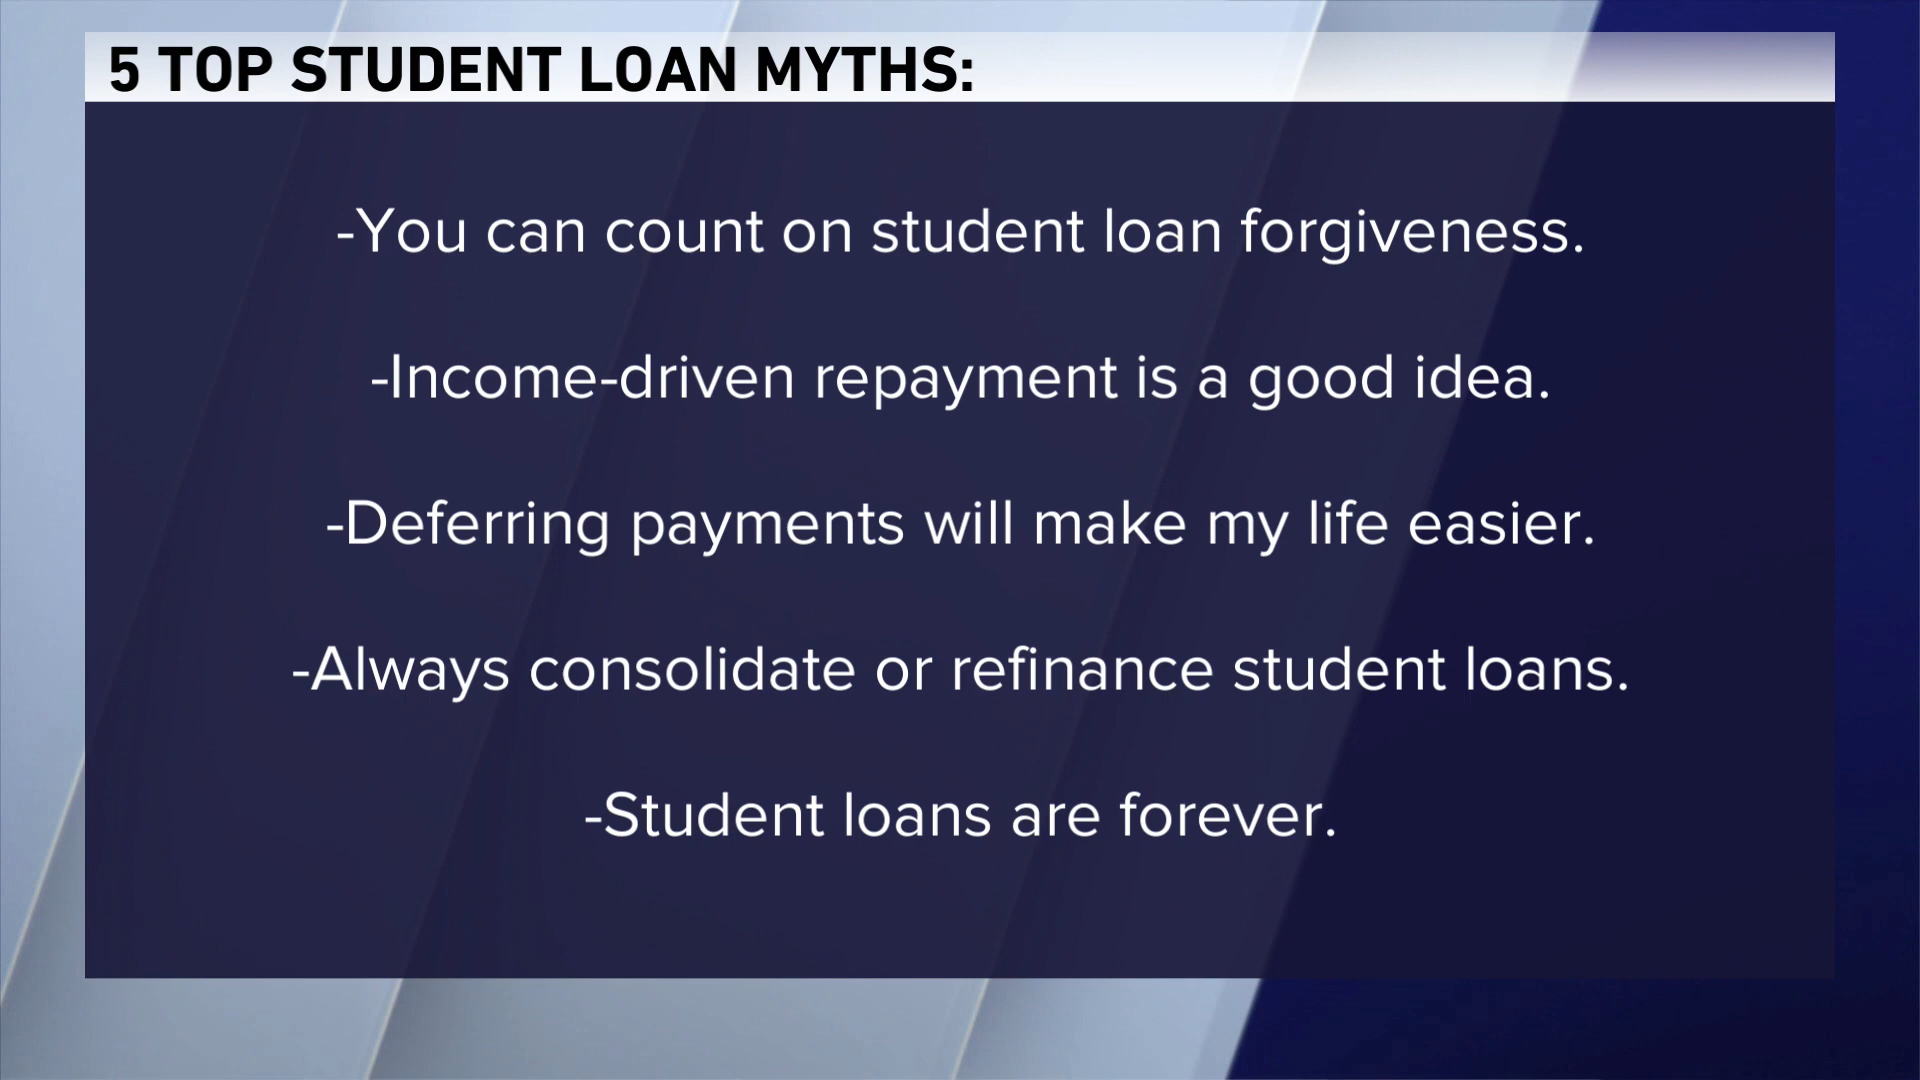 5 TOP STUDENT LOAN MYTHS:
-You can count on student loan forgiveness.
-Income-driven repayment is a good idea.
-Deferring payments will make my life easier.
-Always consolidate or refinance student loans.
-Student loans are forever.